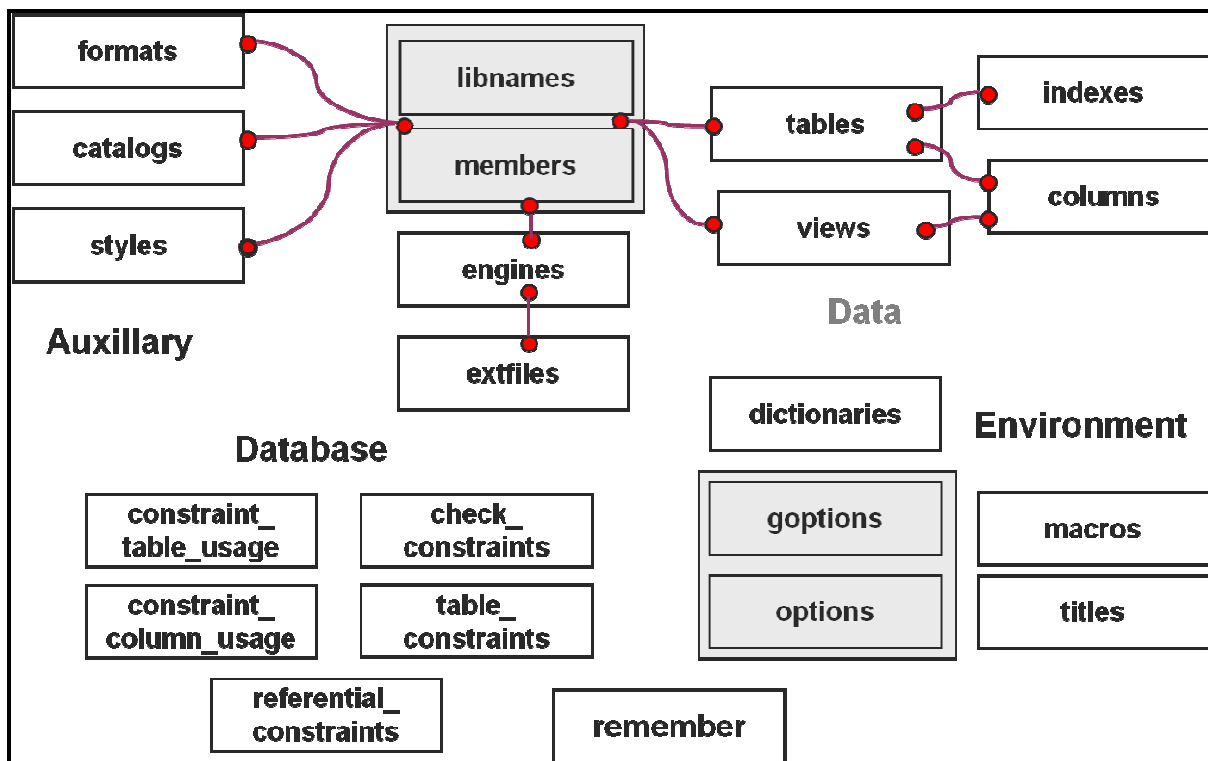 formats
libnames
indexes
tables
catalogs
members
columns
styles
views
engines
Data
Auxillary
extfiles
dictionaries
Environment
Database
constraint_
table_usage
check_
constraints
goptions
macros
constraint_
column_usage
table_
constraints
options
titles
referential_
constraints
remember